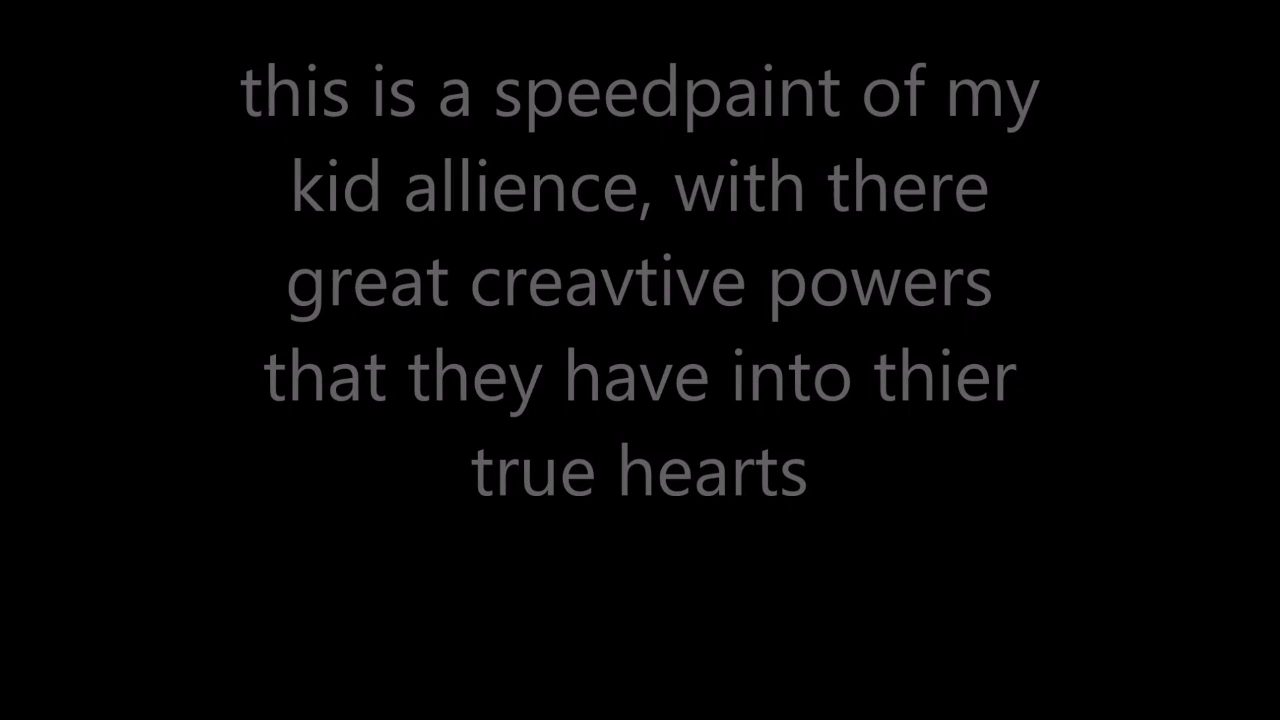 this is a speedpaint of my
kid allience, with there
great creavtive powers
that they have into thier
true hearts